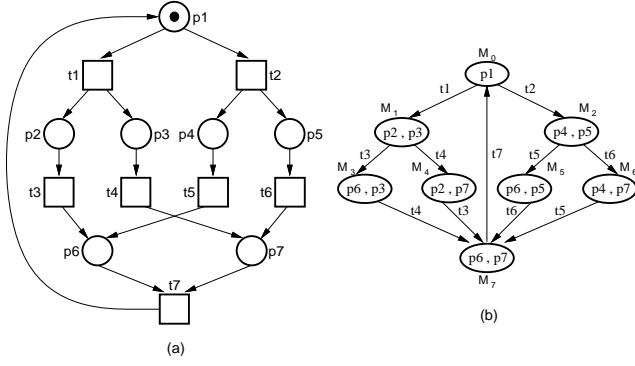 p1
t1
t2
p2
p3
p4
p5
t3
t4
t5
t6
p6
p7
t7
(a)
M0
p1
t1
t2
M1
M2
p2 , p3
p4 , p5
t7
t3
t4
t5
t6
M3
M4
M5
M6
p6 , p3
p2 , p7
p6 , p5
p4 , p7
t4
t3
t6
t5
p6 , p7
M7
(b)